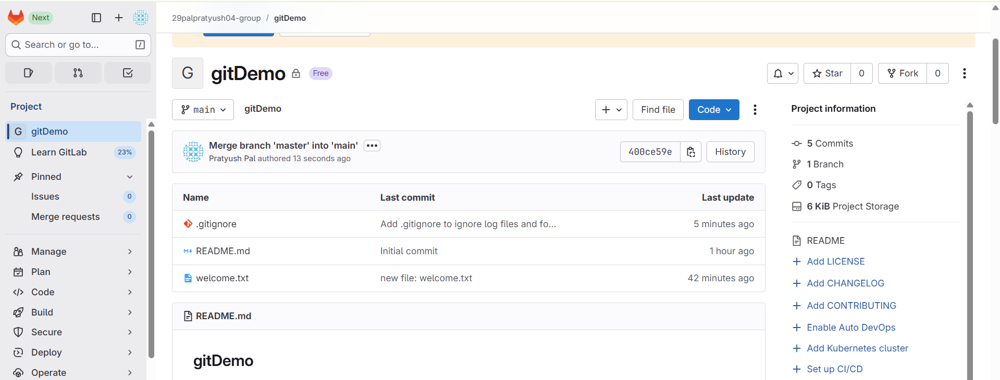 Next
29palpratyush04-group / gitDemo
Search or go to...
/
Project
G gitDemo
Learn GitLab 23%
Pinned
Issues 0
Merge requests 0
Manage
Plan
Code
Build
Secure
Deploy
Operate
G gitDemo Free
Star 0
Fork 0
main
gitDemo
Find file
Code
Merge branch 'master' into 'main'
Pratyush Pal authored 13 seconds ago
400ce59e
History
Name Last commit Last update
.gitignore Add .gitignore to ignore log files and fo... 5 minutes ago
README.md Initial commit 1 hour ago
welcome.txt new file: welcome.txt 42 minutes ago
README.md
gitDemo
Project information
5 Commits
1 Branch
0 Tags
6 KiB Project Storage
README
Add LICENSE
Add CHANGELOG
Add CONTRIBUTING
Enable Auto DevOps
Add Kubernetes cluster
Set up CI/CD